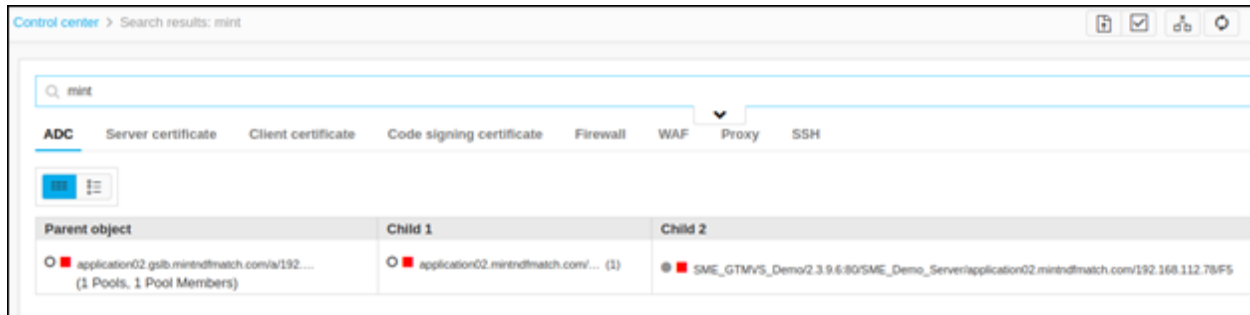 Control center > Search results: mint
mint
ADC Server certificate Client certificate Code signing certificate Firewall WAF Proxy SSH
Parent object Child 1 Child 2
application02.gslb.mintndfmatch.com/a/192.... application02.mintndfmatch.com/... (1) SME_GTMVS_Demo/2.3.9.6:80/SME_Demo_Server/application02.mintndfmatch.com/192.168.112.78/F5
(1 Pools, 1 Pool Members)